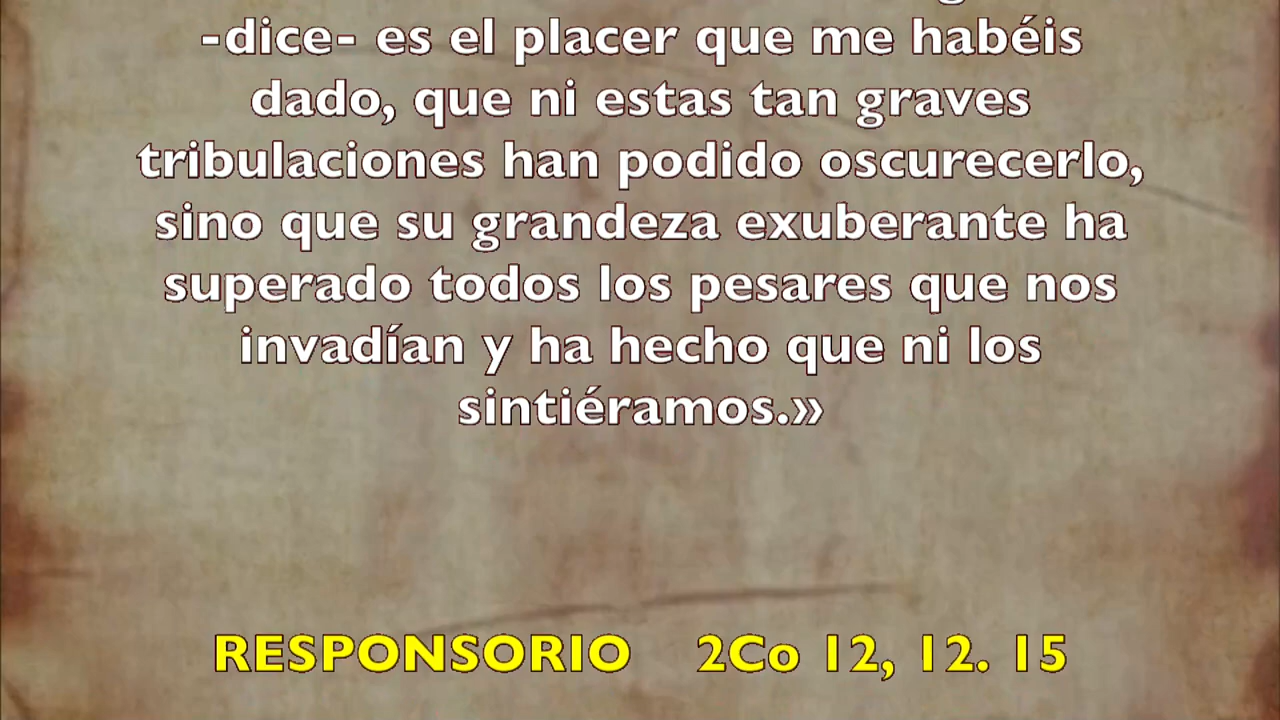 -dice- es el placer que me habéis
dado, que ni estas tan graves
tribulaciones han podido oscurecerlo,
sino que su grandeza exuberante ha
superado todos los pesares que nos
invadían y ha hecho que ni los
sintiéramos.»
RESPONSORIO 2Co 12, 12. 15